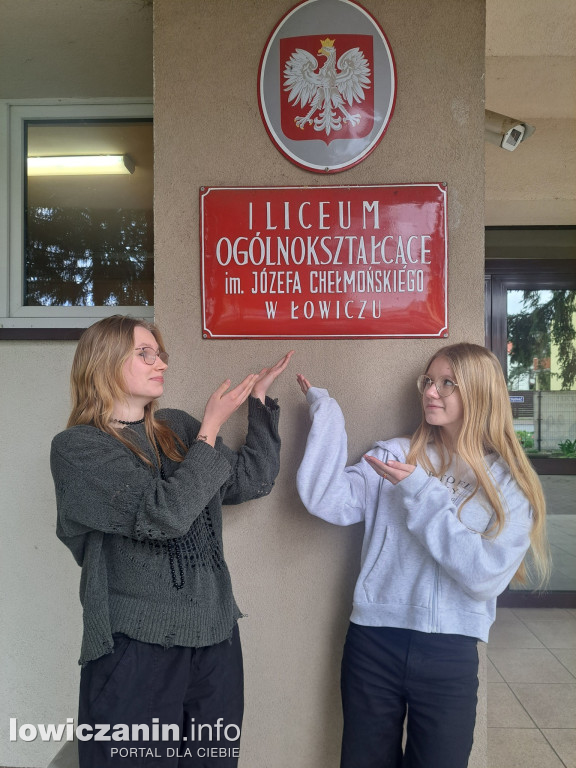 I LICEUM
OGÓLNOKSZTAŁCĄCE
im. JÓZEFA CHEŁMOŃSKIEGO
W ŁOWICZU
lowiczanin.info
PORTAL DLA CIEBIE